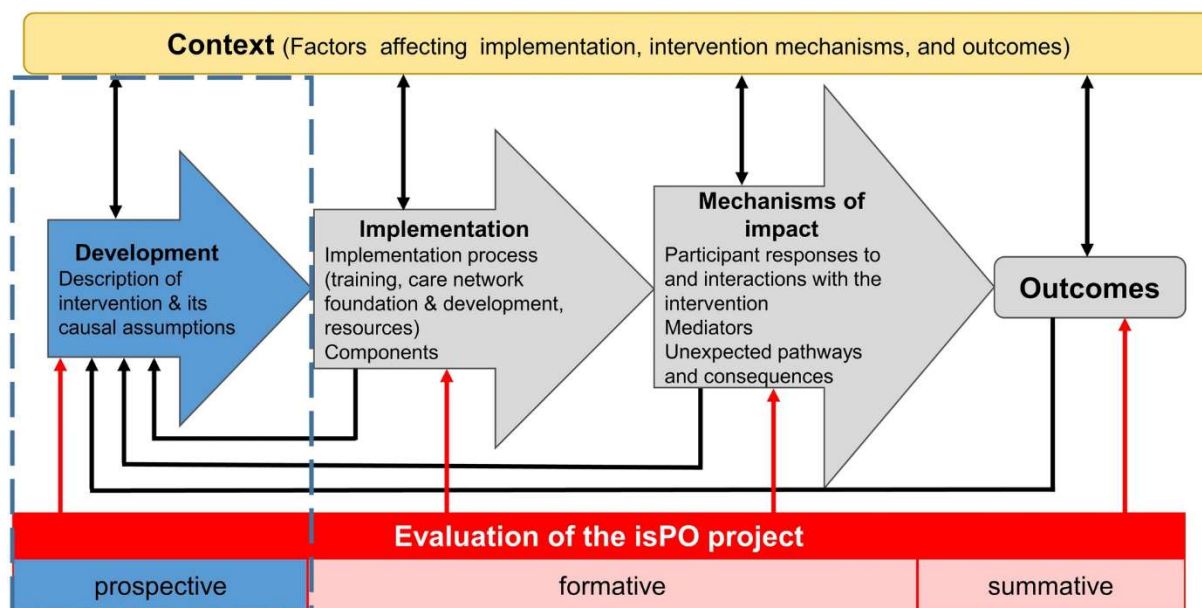 Context (Factors affecting implementation, intervention mechanisms, and outcomes)
Development
Description of
intervention & its
causal assumptions
Implementation
Implementation process
(training, care network
foundation & development,
resources)
Components
Mechanisms of
impact
Participant responses to
and interactions with the
intervention
Mediators
Unexpected pathways
and consequences
Outcomes
Evaluation of the isPO project
prospective
formative
summative